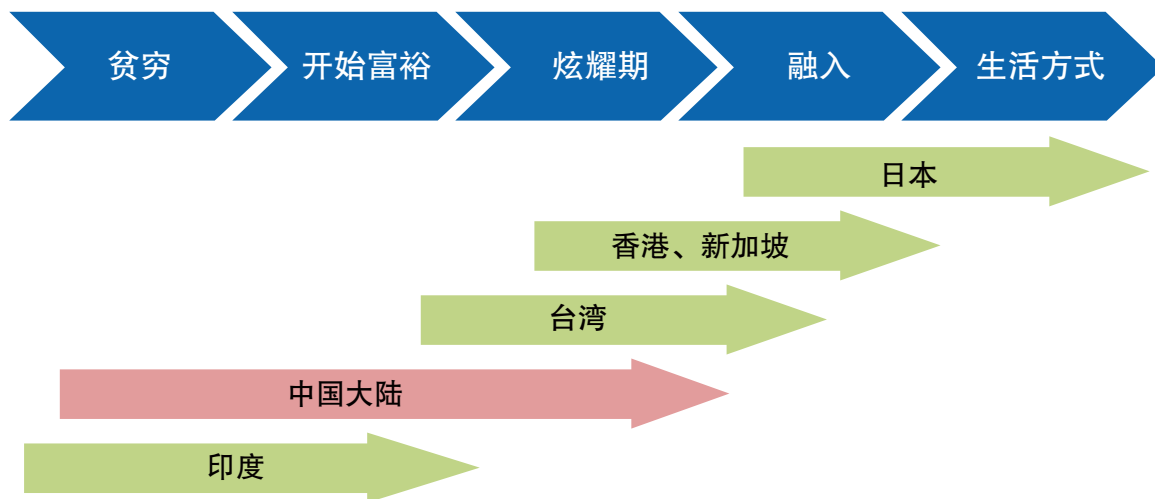 贫穷 开始富裕 炫耀期 融入 生活方式
日本
香港、新加坡
台湾
中国大陆
印度